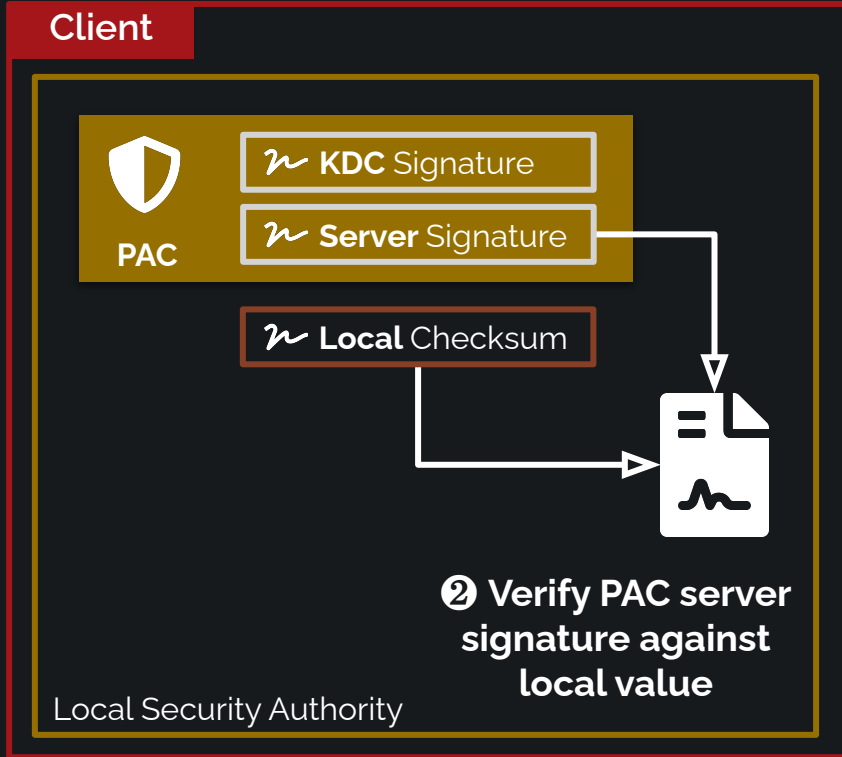 Client
KDC Signature
PAC
Server Signature
Local Checksum
❷ Verify PAC server
signature against
local value
Local Security Authority